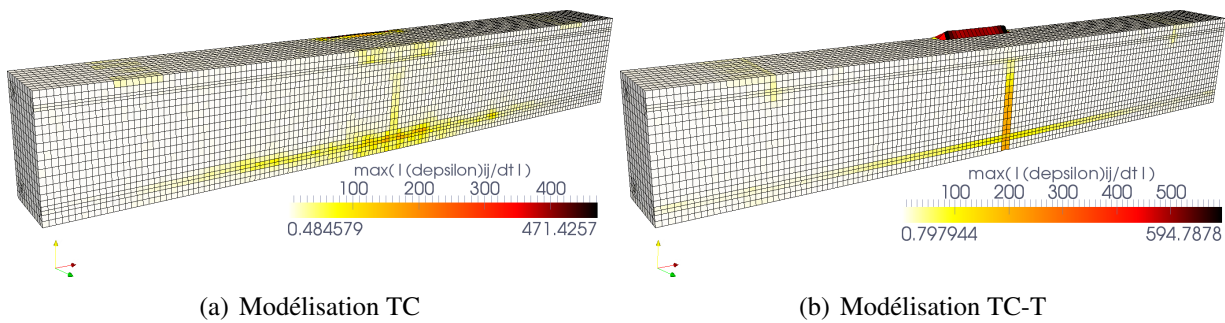 max(|(depsilon)ij/dt|)
100 200 300 400
0.484579 471.4257
max(|(depsilon)ij/dt|)
100 200 300 400 500
0.797944 594.7878
(a) Modélisation TC
(b) Modélisation TC-T